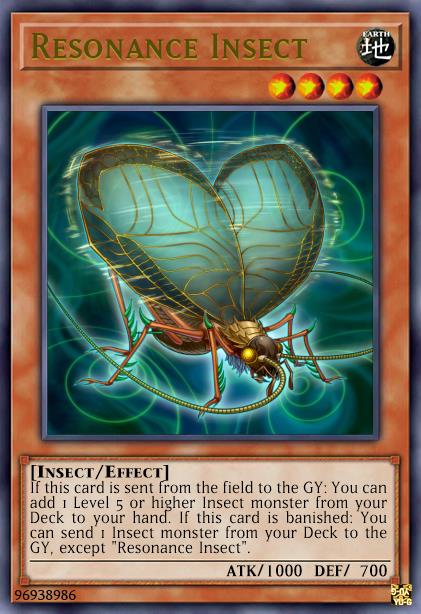 RESONANCE INSECT
EARTH
地
[INSECT/EFFECT]
If this card is sent from the field to the GY: You can
add 1 Level 5 or higher Insect monster from your
Deck to your hand. If this card is banished: You
can send 1 Insect monster from your Deck to the
GY, except "Resonance Insect".
ATK/1000 DEF/ 700
96938986